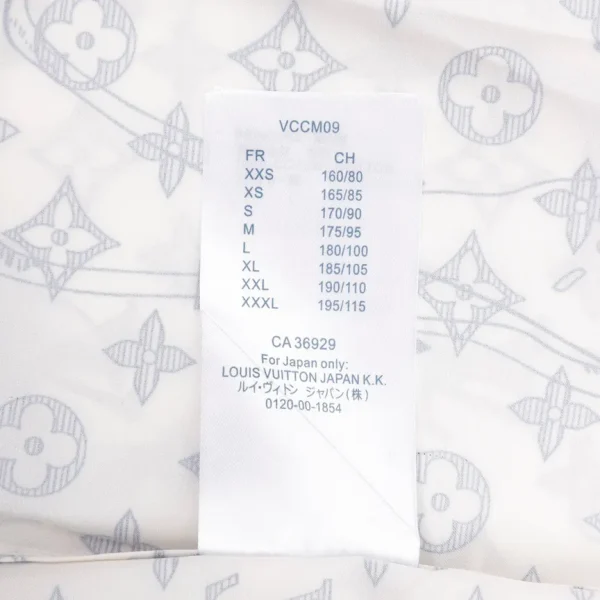 VCCM09
FR CH
XXS 160/80
XS 165/85
S 170/90
M 175/95
L 180/100
XL 185/105
XXL 190/110
XXXL 195/115
CA 36929
For Japan only:
LOUIS VUITTON JAPAN K.K.
ルイ・ヴィトン ジャパン(株)
0120-00-1854